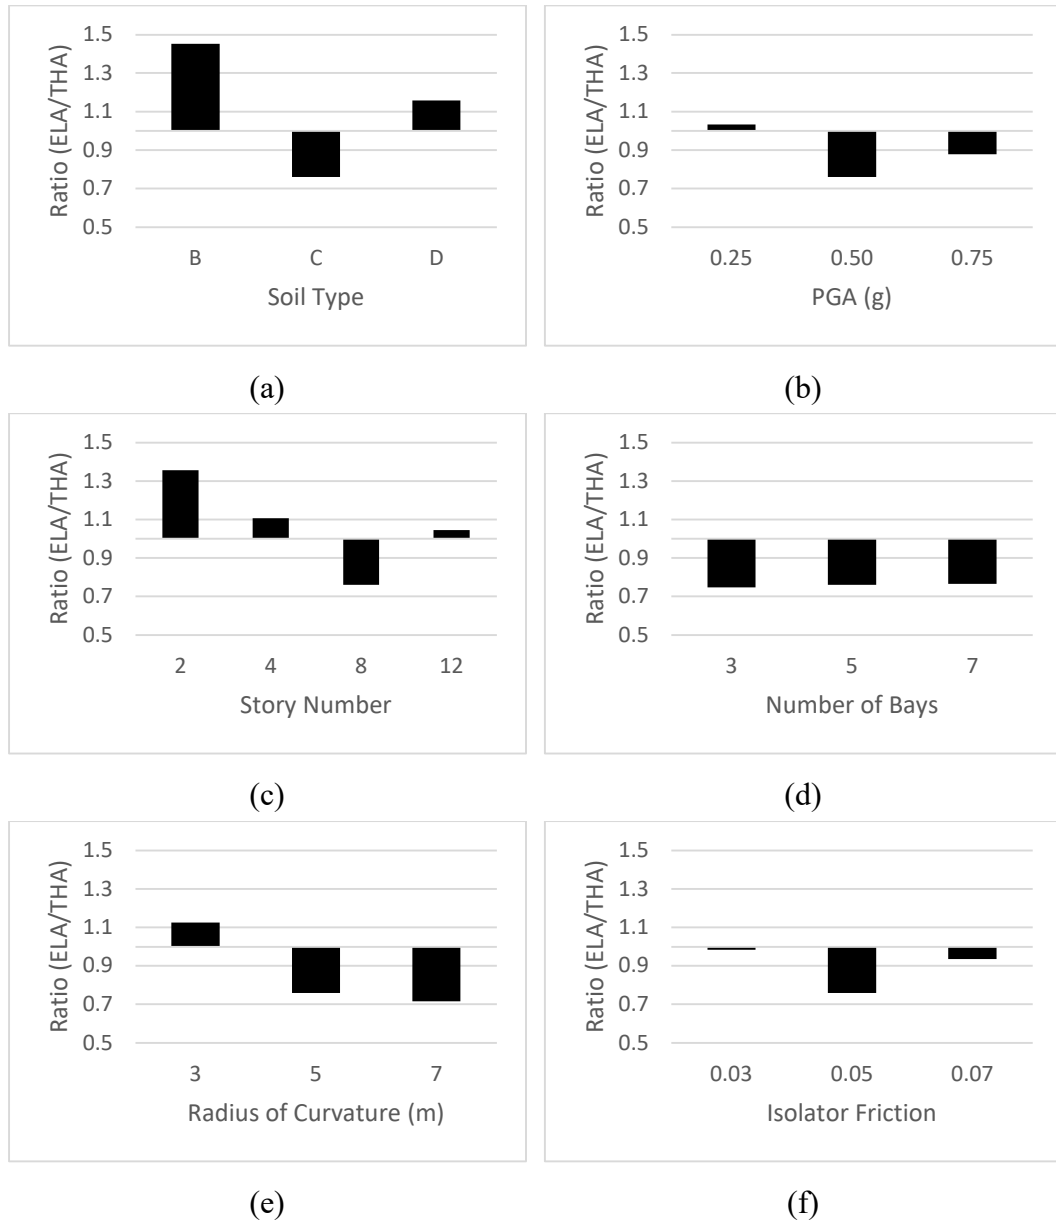 Ratio (ELA/THA)
1.5
1.3
1.1
0.9
0.7
0.5
B C D
Soil Type
(a)
Ratio (ELA/THA)
1.5
1.3
1.1
0.9
0.7
0.5
0.25 0.50 0.75
PGA (g)
(b)
Ratio (ELA/THA)
1.5
1.3
1.1
0.9
0.7
0.5
2 4 8 12
Story Number
(c)
Ratio (ELA/THA)
1.5
1.3
1.1
0.9
0.7
0.5
3 5 7
Number of Bays
(d)
Ratio (ELA/THA)
1.5
1.3
1.1
0.9
0.7
0.5
3 5 7
Radius of Curvature (m)
(e)
Ratio (ELA/THA)
1.5
1.3
1.1
0.9
0.7
0.5
0.03 0.05 0.07
Isolator Friction
(f)